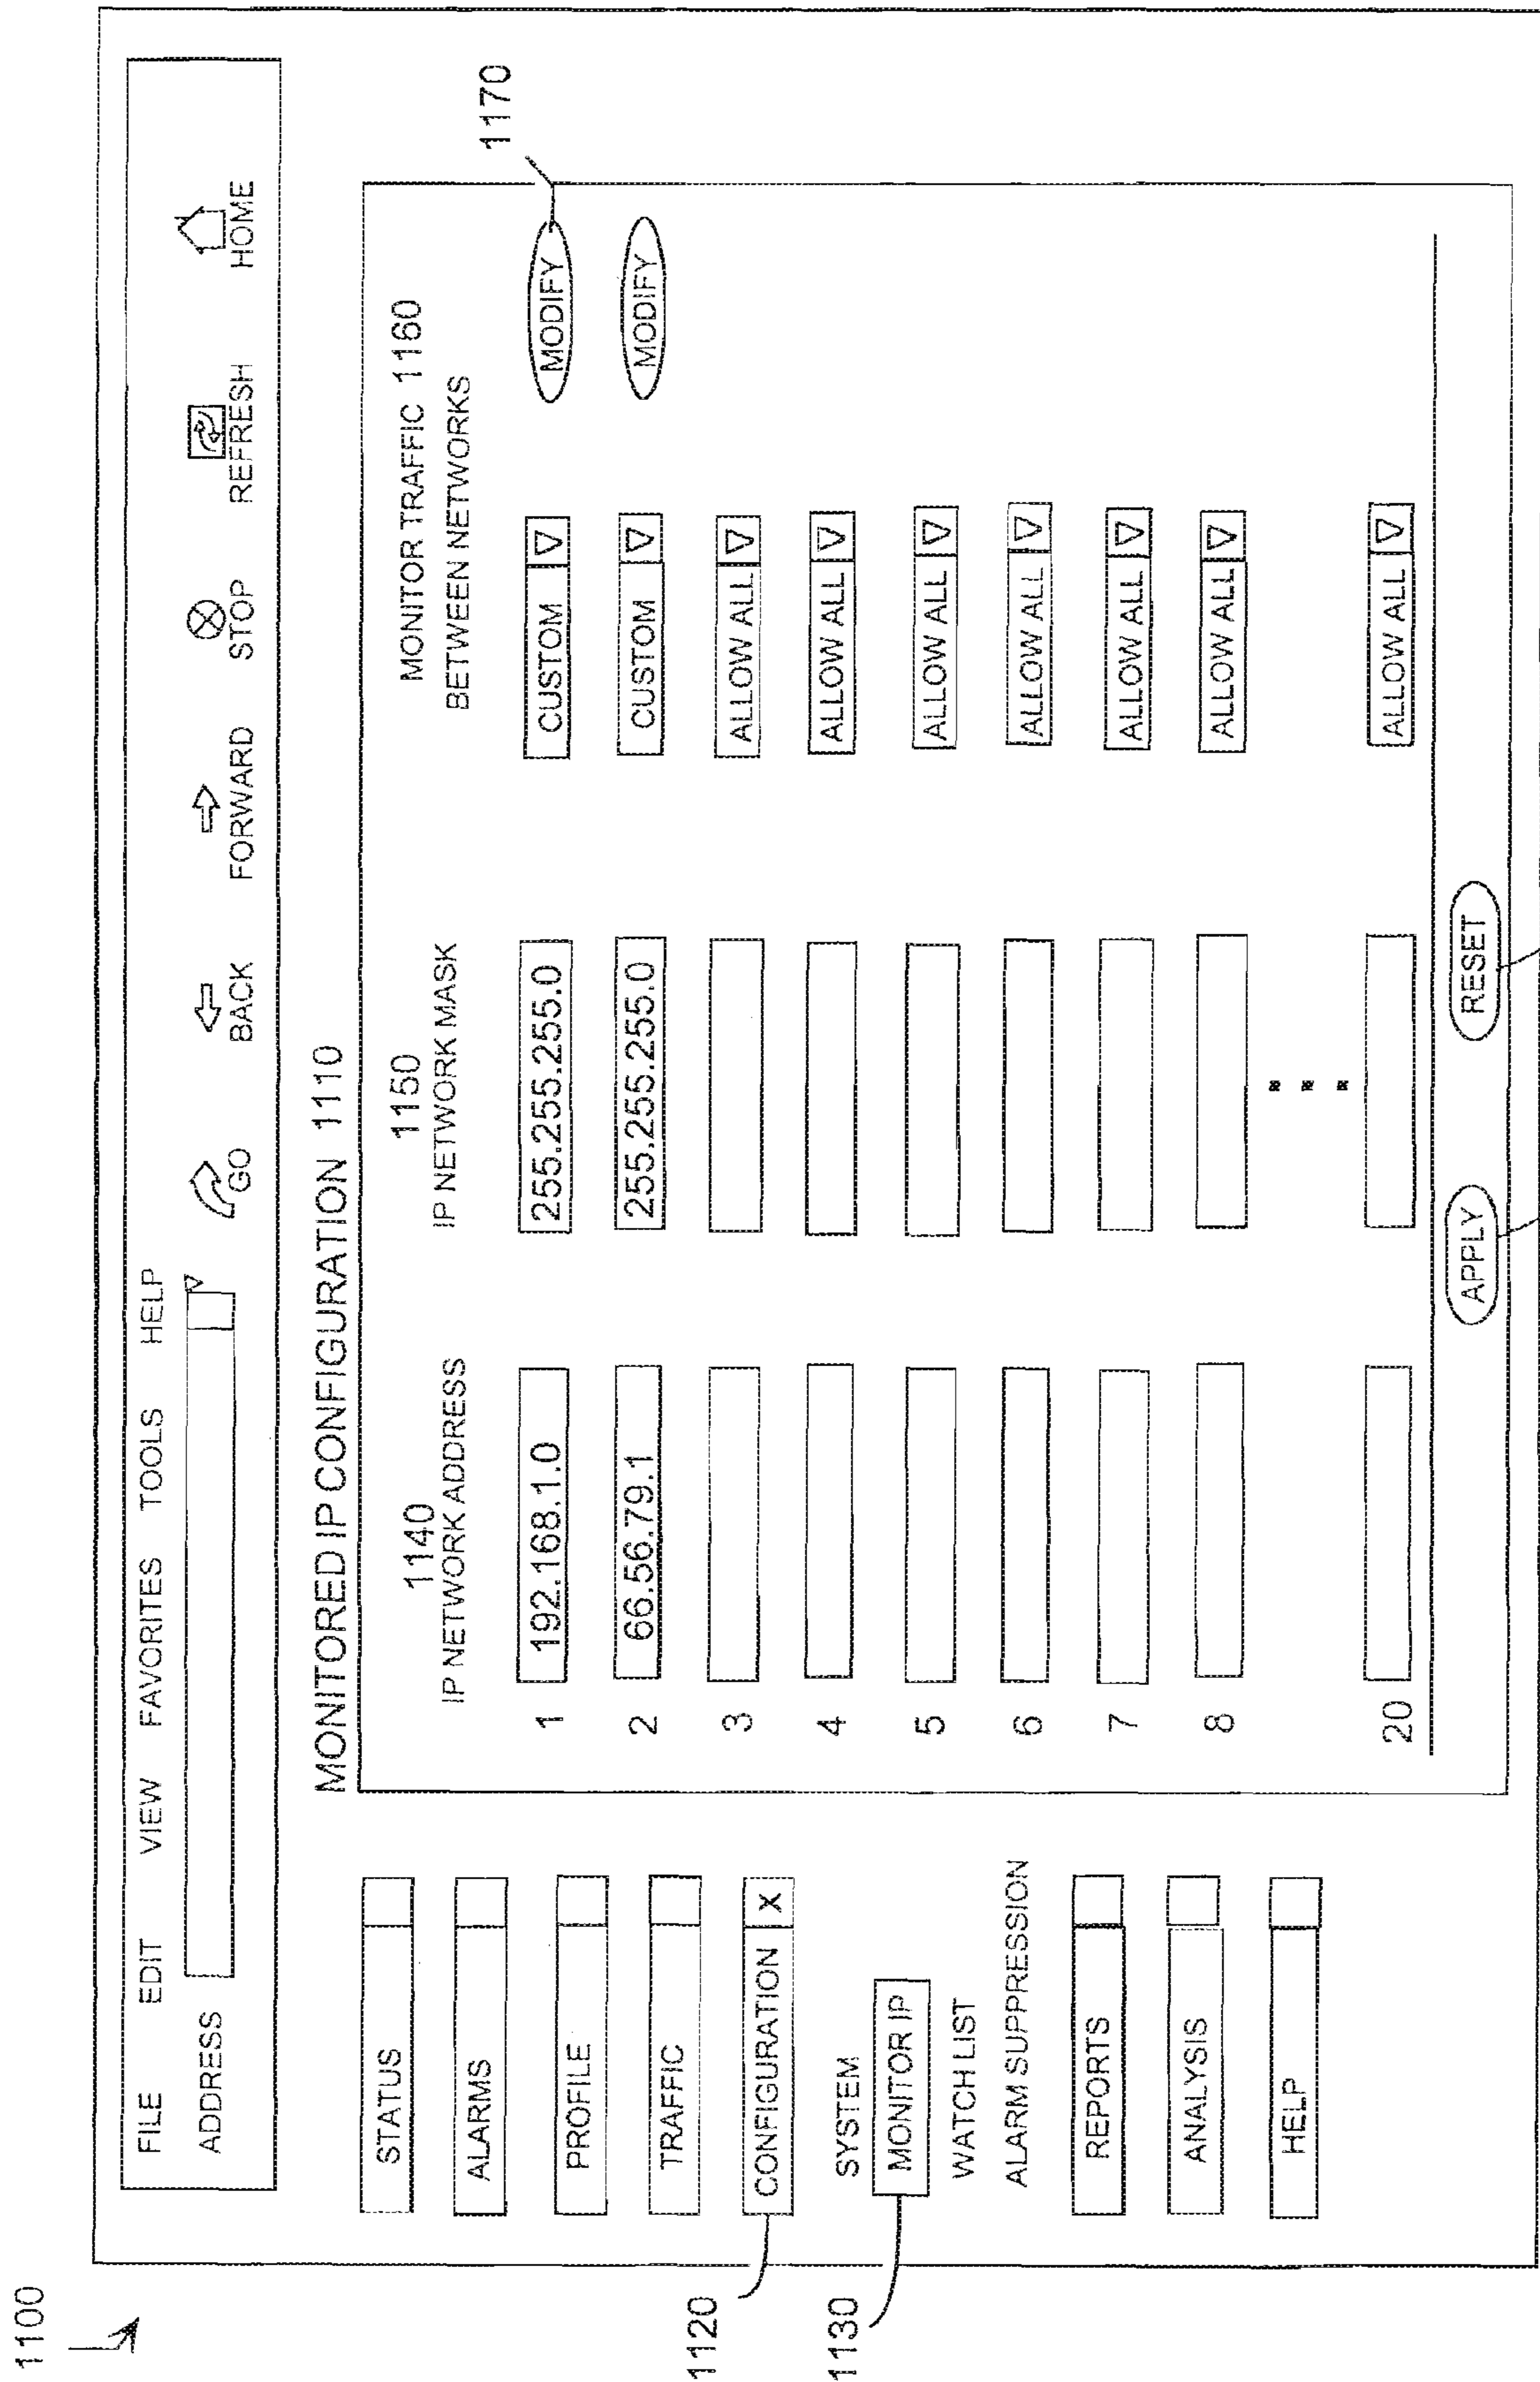 1100
FILE EDIT VIEW FAVORITES TOOLS HELP
ADDRESS GO BACK FORWARD STOP REFRESH HOME
MONITORED IP CONFIGURATION 1110
STATUS
ALARMS
PROFILE
TRAFFIC
1120
CONFIGURATION X
SYSTEM
1130
MONITOR IP
WATCH LIST
ALARM SUPPRESSION
REPORTS
ANALYSIS
HELP
1140
IP NETWORK ADDRESS
1150
IP NETWORK MASK
MONITOR TRAFFIC 1160
BETWEEN NETWORKS
1170
1 192.168.1.0 255.255.255.0 CUSTOM MODIFY
2 66.56.79.1 255.255.255.0 CUSTOM MODIFY
3 ALLOW ALL
4 ALLOW ALL
5 ALLOW ALL
6 ALLOW ALL
7 ALLOW ALL
8 ALLOW ALL
20 ALLOW ALL
APPLY RESET